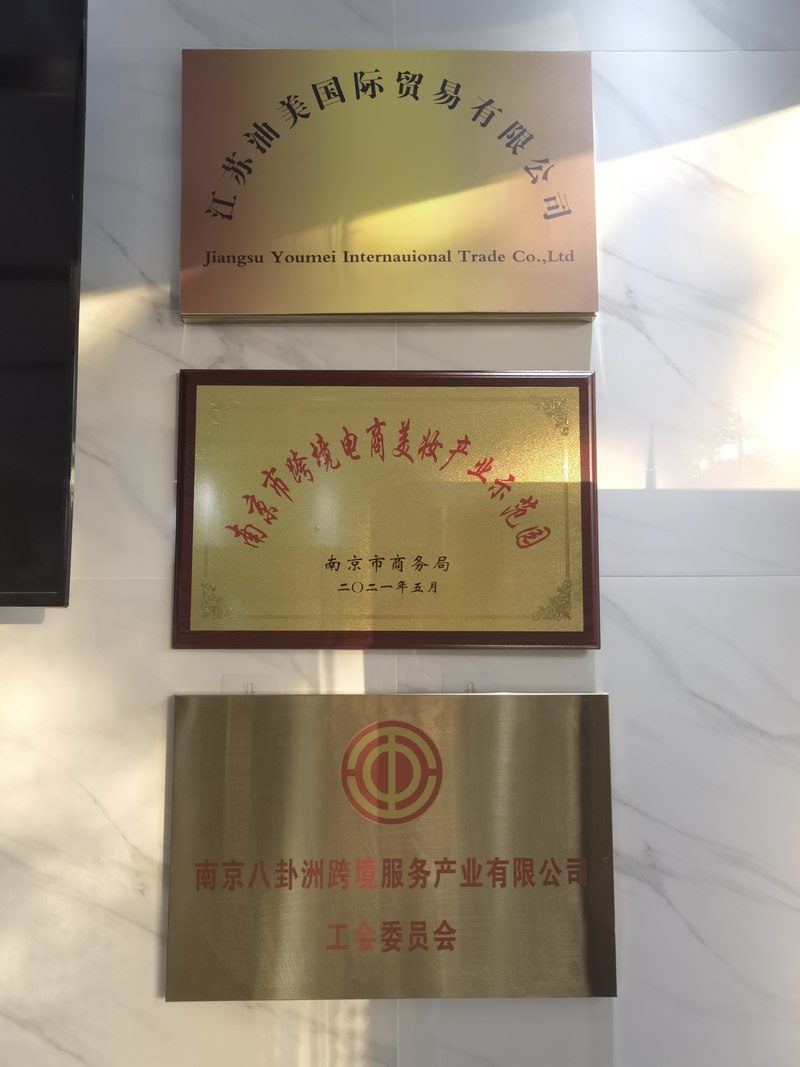 江苏油美国际贸易有限公司
Jiangsu Youmei Internauional Trade Co.,Ltd
南京市跨境电商美妆产业示范园
南京市商务局
二〇二一年五月
南京八卦洲跨境服务产业有限公司
工会委员会